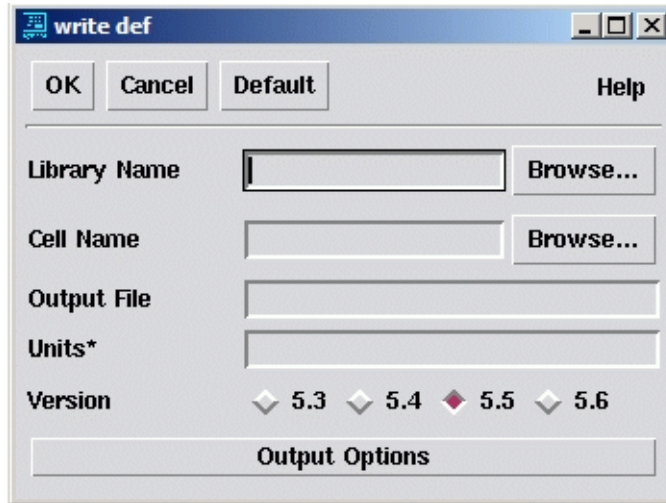 write def
OK Cancel Default Help
Library Name Browse...
Cell Name Browse...
Output File
Units*
Version 5.3 5.4 5.5 5.6
Output Options